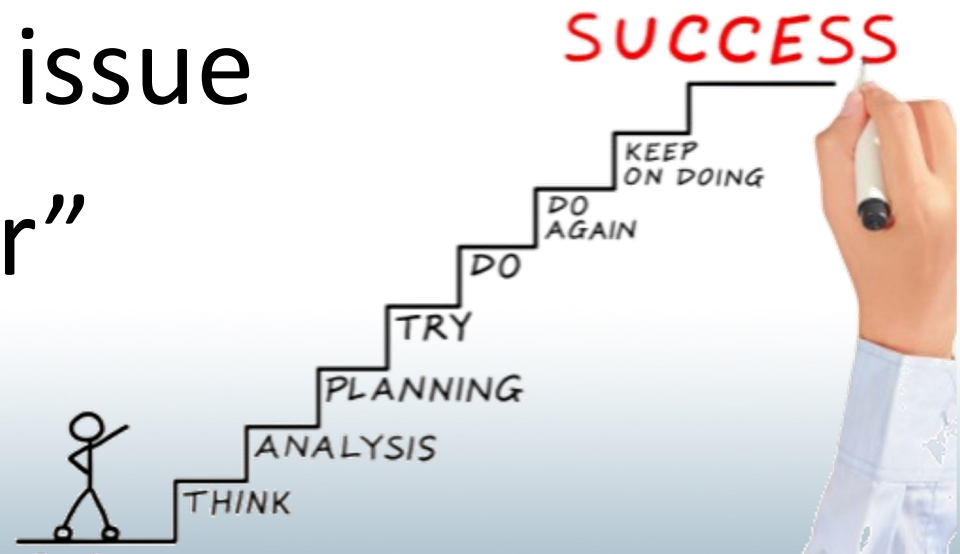 issue
r”
SUCCESS
KEEP
ON DOING
DO
AGAIN
DO
TRY
PLANNING
ANALYSIS
THINK